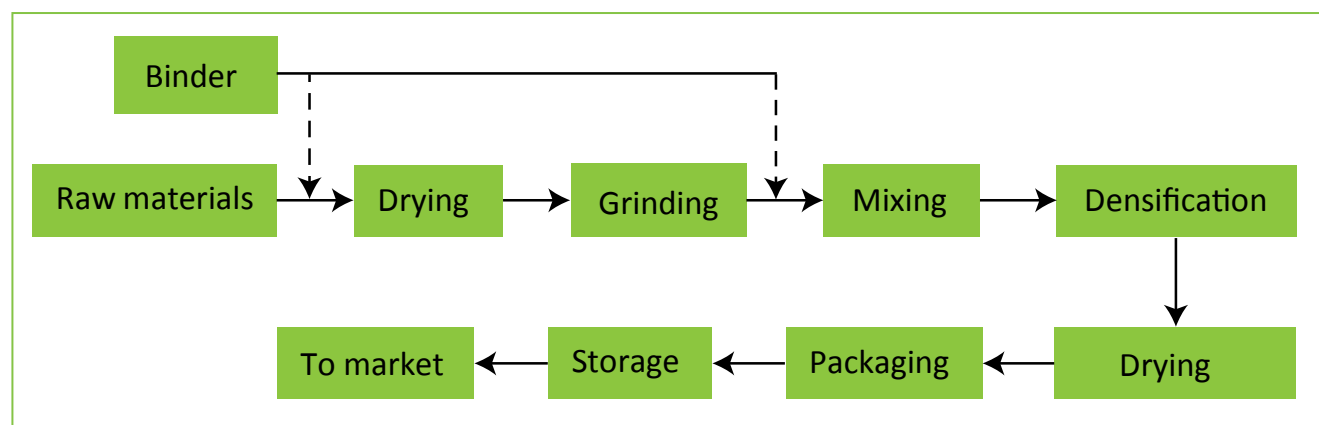 Binder
Raw materials
Drying
Grinding
Mixing
Densification
To market
Storage
Packaging
Drying